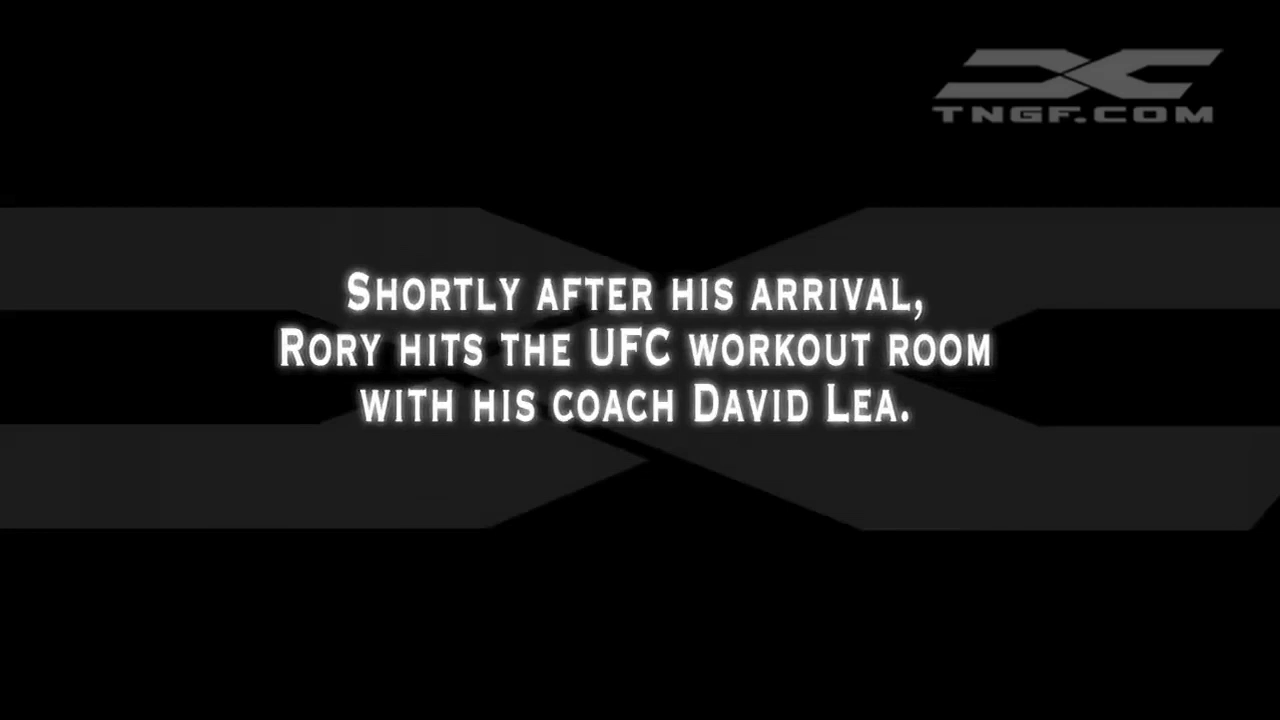 TNGF.COM
Shortly after his arrival,
Rory hits the UFC workout room
with his coach David Lea.